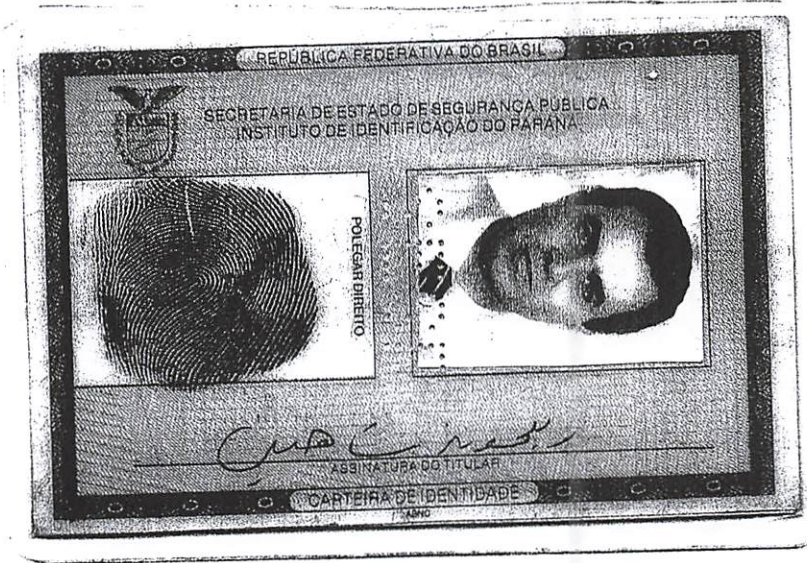 REPÚBLICA FEDERATIVA DO BRASIL
SECRETARIA DE ESTADO DE SEGURANÇA PÚBLICA
INSTITUTO DE IDENTIFICAÇÃO DO PARANÁ
POLEGAR DIREITO
ASSINATURA DO TITULAR
CARTEIRA DE IDENTIDADE